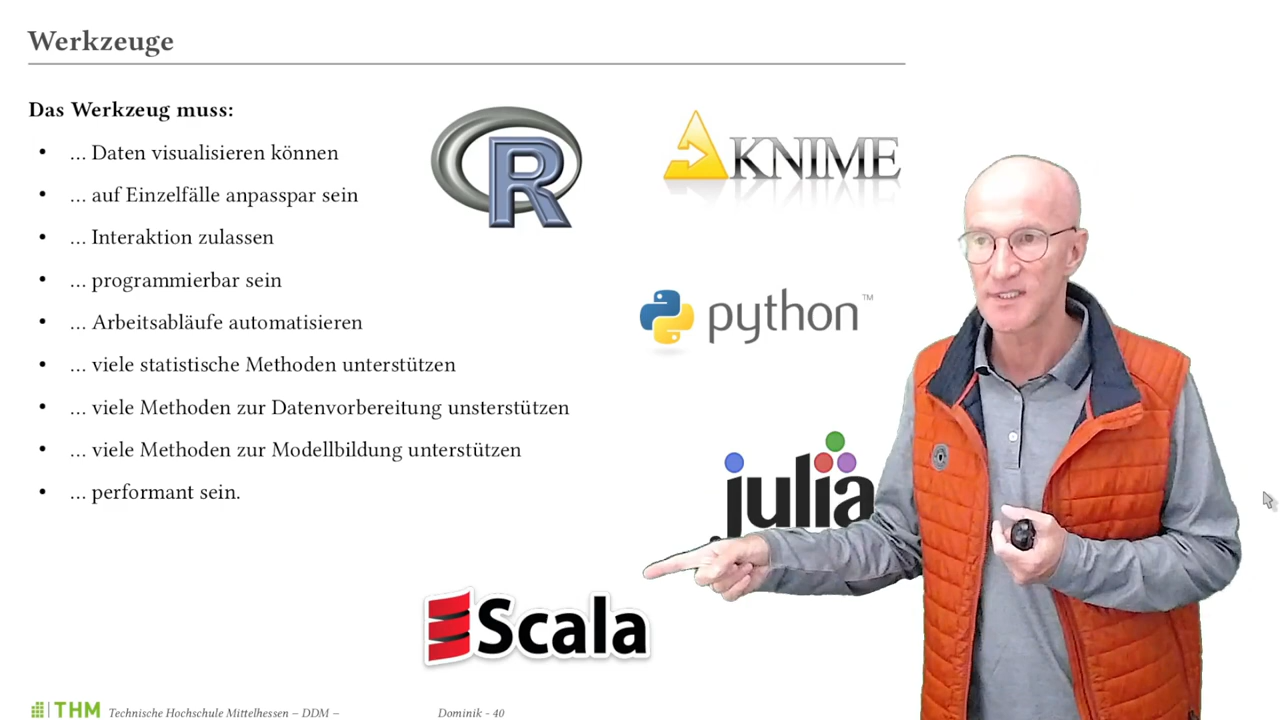 Werkzeuge
Das Werkzeug muss:
• … Daten visualisieren können
• … auf Einzelfälle anpasspar sein
• … Interaktion zulassen
• … programmierbar sein
• … Arbeitsabläufe automatisieren
• … viele statistische Methoden unterstützen
• … viele Methoden zur Datenvorbereitung unsterstützen
• … viele Methoden zur Modellbildung unterstützen
• … performant sein.
R
KNIME
python™
julia
Scala
THM Technische Hochschule Mittelhessen – DDM – Dominik - 40